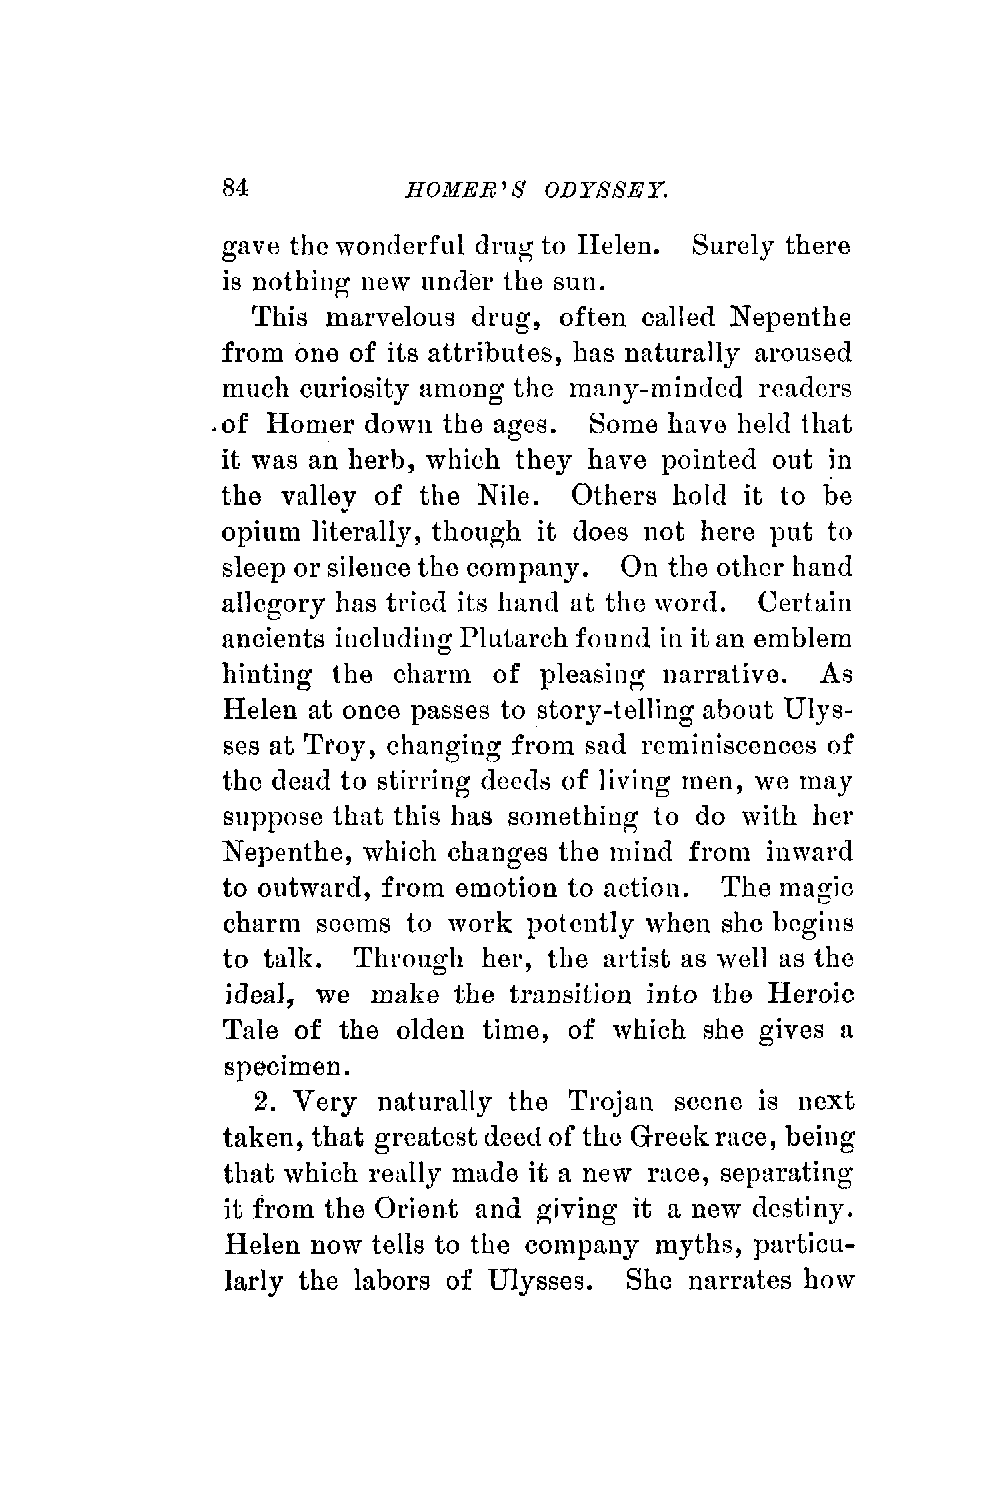 84 HOMER'S ODYSSEY.
gave the wonderful drug to Helen. Surely there
is nothing new under the sun.
This marvelous drug, often called Nepenthe
from one of its attributes, has naturally aroused
much curiosity among the many-minded readers
of Homer down the ages. Some have held that
it was an herb, which they have pointed out in
the valley of the Nile. Others hold it to be
opium literally, though it does not here put to
sleep or silence the company. On the other hand
allegory has tried its hand at the word. Certain
ancients including Plutarch found in it an emblem
hinting the charm of pleasing narrative. As
Helen at once passes to story-telling about Ulys-
ses at Troy, changing from sad reminiscences of
the dead to stirring deeds of living men, we may
suppose that this has something to do with her
Nepenthe, which changes the mind from inward
to outward, from emotion to action. The magic
charm seems to work potently when she begins
to talk. Through her, the artist as well as the
ideal, we make the transition into the Heroic
Tale of the olden time, of which she gives a
specimen.
2. Very naturally the Trojan scene is next
taken, that greatest deed of the Greek race, being
that which really made it a new race, separating
it from the Orient and giving it a new destiny.
Helen now tells to the company myths, particu-
larly the labors of Ulysses. She narrates how